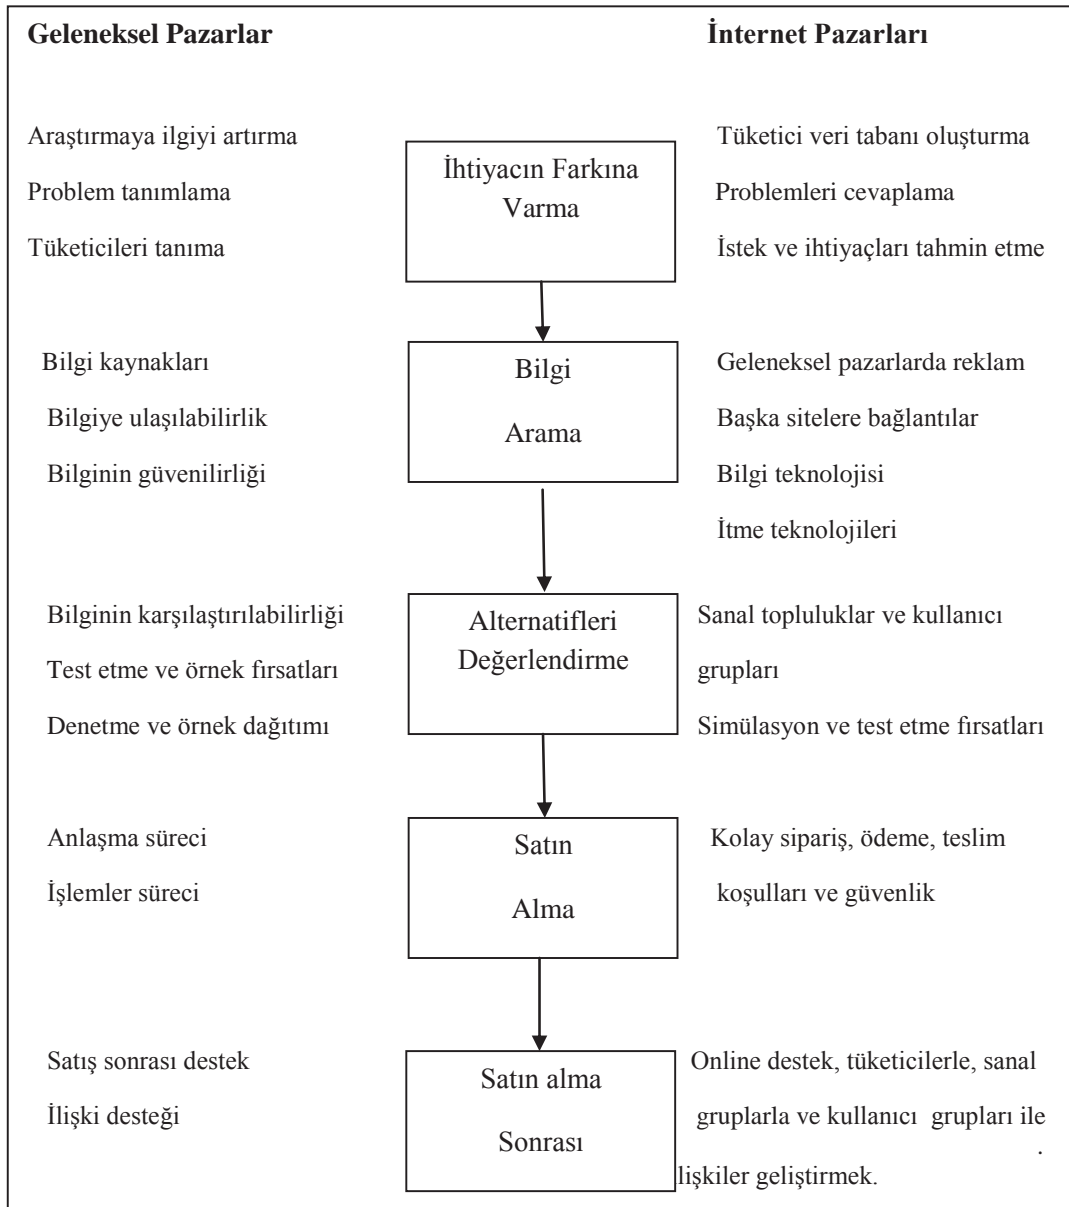 Geleneksel Pazarlar
İnternet Pazarları
Araştırmaya ilgiyi artırma
Problem tanımlama
Tüketicileri tanıma
İhtiyacın Farkına
Varma
Tüketici veri tabanı oluşturma
Problemleri cevaplama
İstek ve ihtiyaçları tahmin etme
Bilgi kaynakları
Bilgiye ulaşılabilirlik
Bilginin güvenilirliği
Bilgi
Arama
Geleneksel pazarlarda reklam
Başka sitelere bağlantılar
Bilgi teknolojisi
İtme teknolojileri
Bilginin karşılaştırılabilirliği
Test etme ve örnek fırsatları
Denetme ve örnek dağıtımı
Alternatifleri
Değerlendirme
Sanal topluluklar ve kullanıcı
grupları
Simülasyon ve test etme fırsatları
Anlaşma süreci
İşlemler süreci
Satın
Alma
Kolay sipariş, ödeme, teslim
koşulları ve güvenlik
Satış sonrası destek
İlişki desteği
Satın alma
Sonrası
Online destek, tüketicilerle, sanal
gruplarla ve kullanıcı grupları ile
lişkiler geliştirmek.